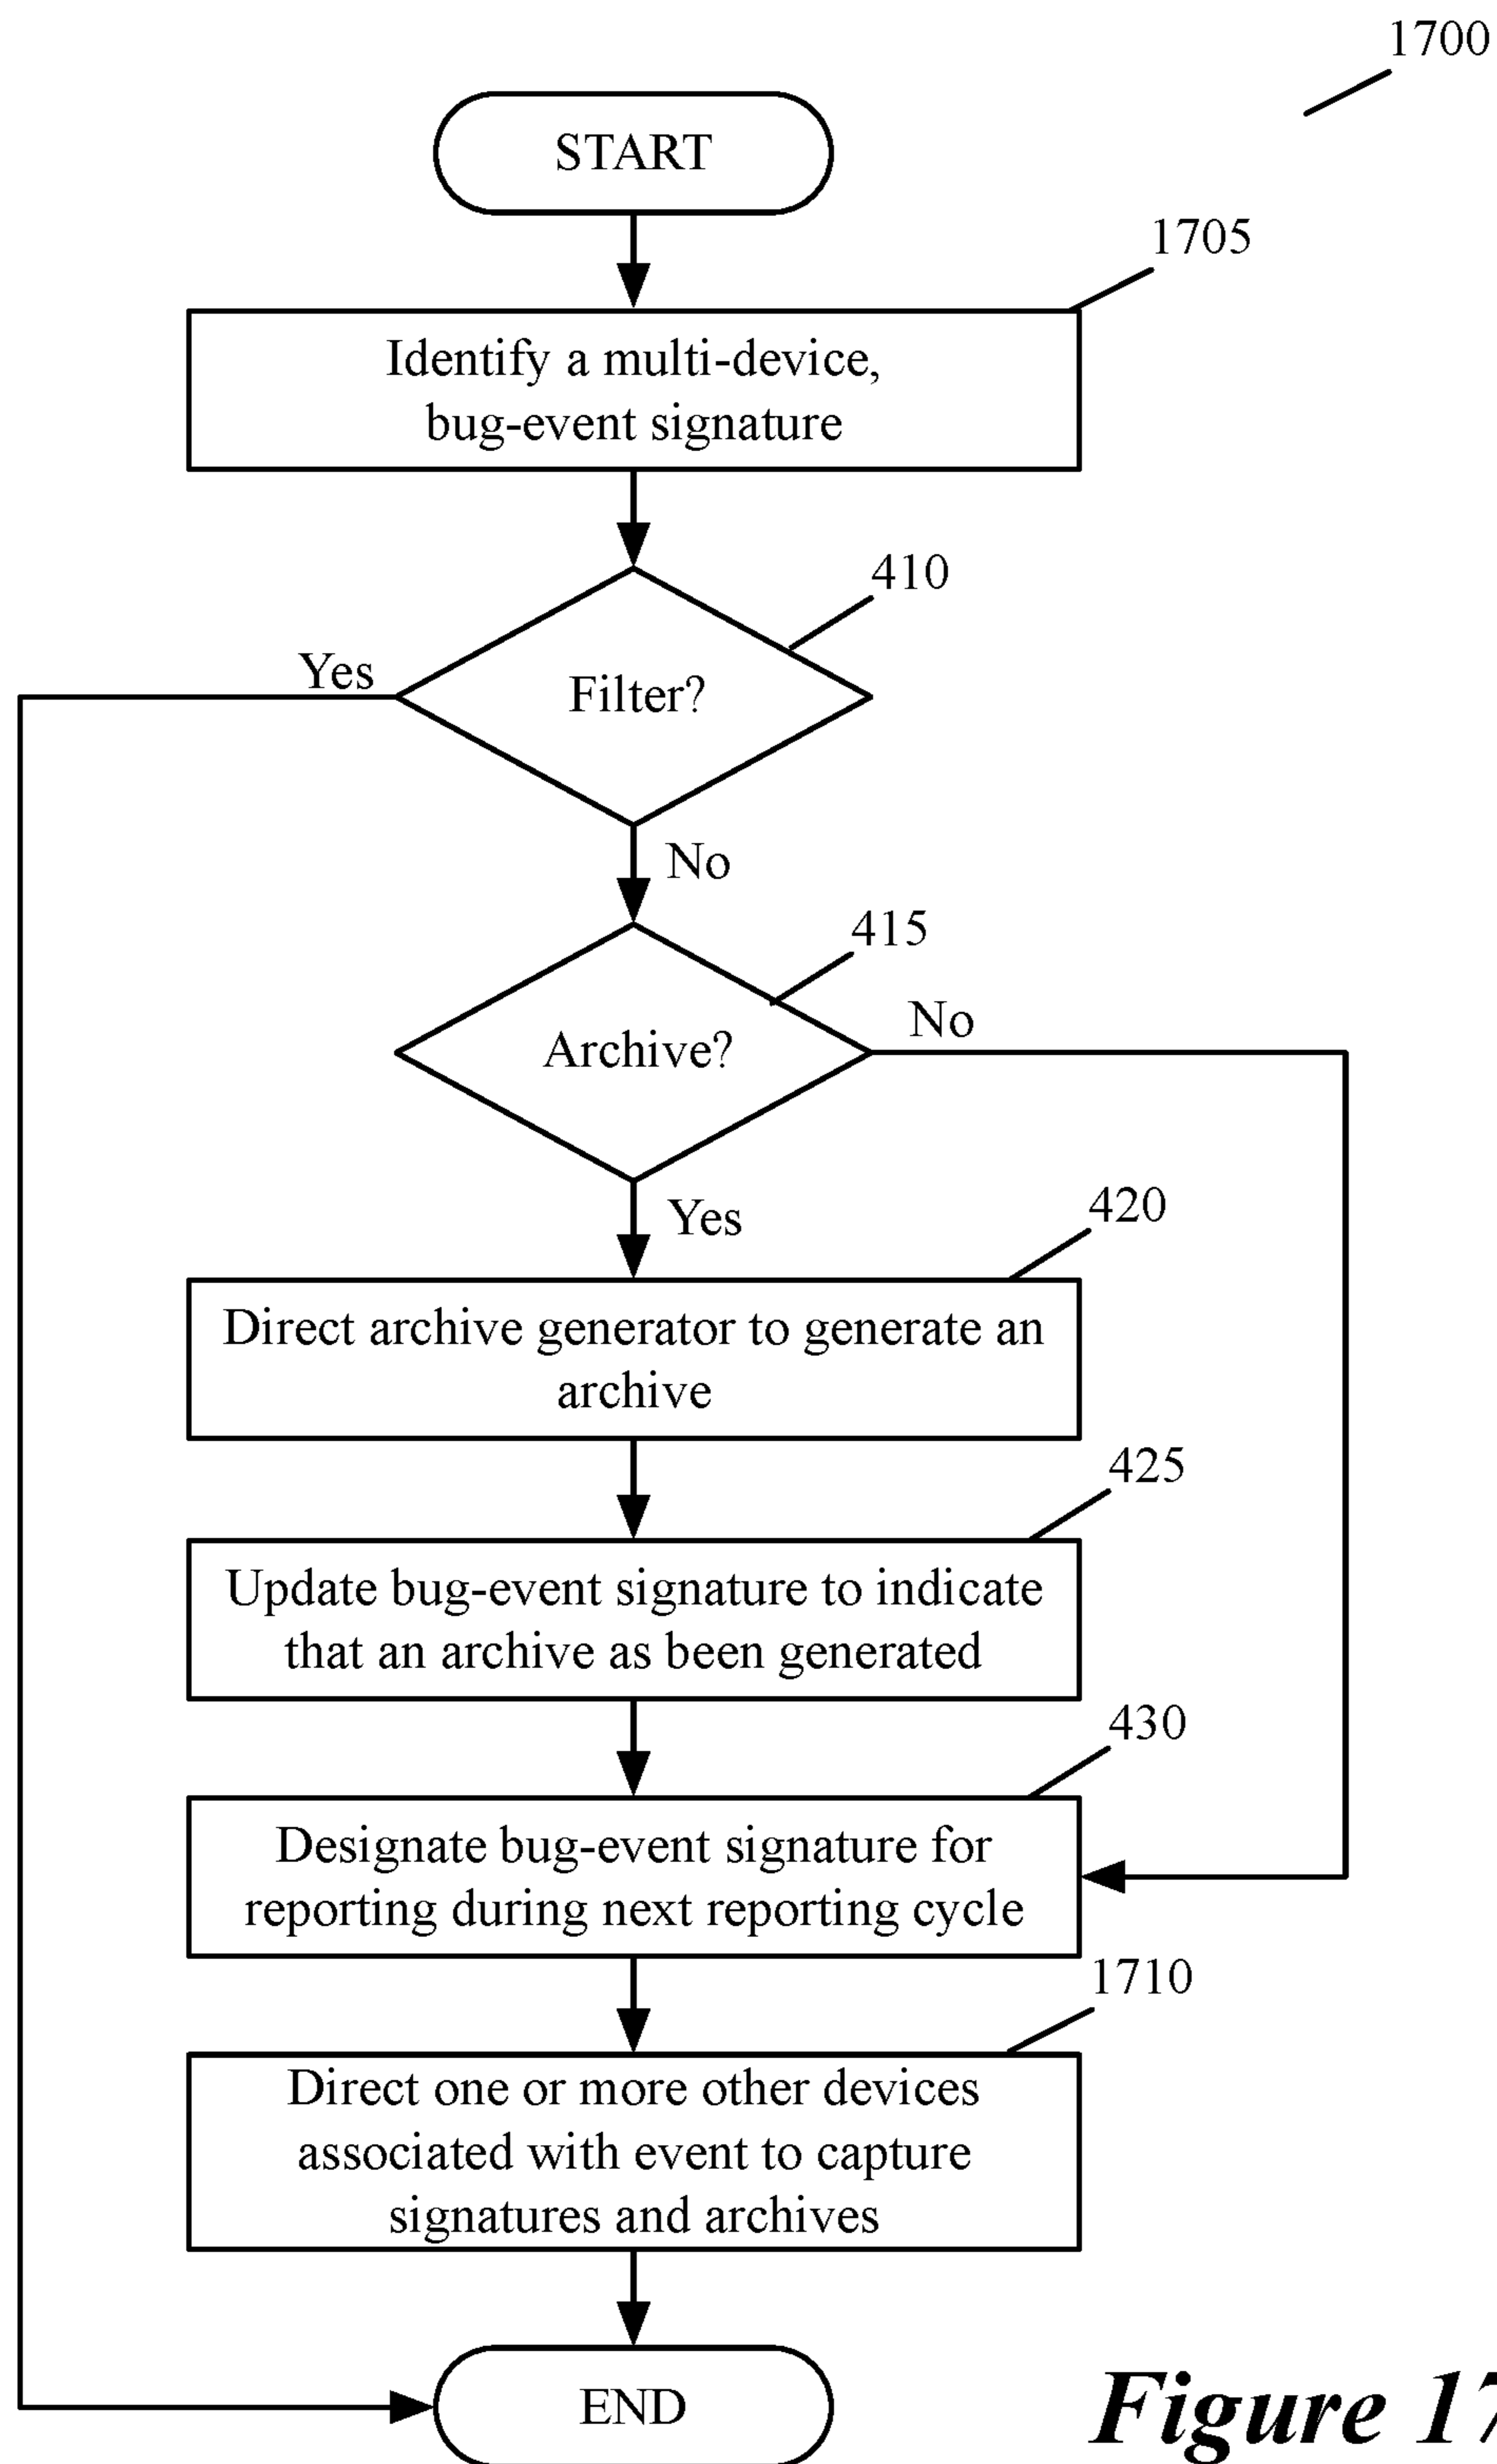 1700
START
1705
Identify a multi-device,
bug-event signature
410
Yes
Filter?
No
415
No
Archive?
Yes
420
Direct archive generator to generate an
archive
425
Update bug-event signature to indicate
that an archive as been generated
430
Designate bug-event signature for
reporting during next reporting cycle
1710
Direct one or more other devices
associated with event to capture
signatures and archives
END
Figure 17